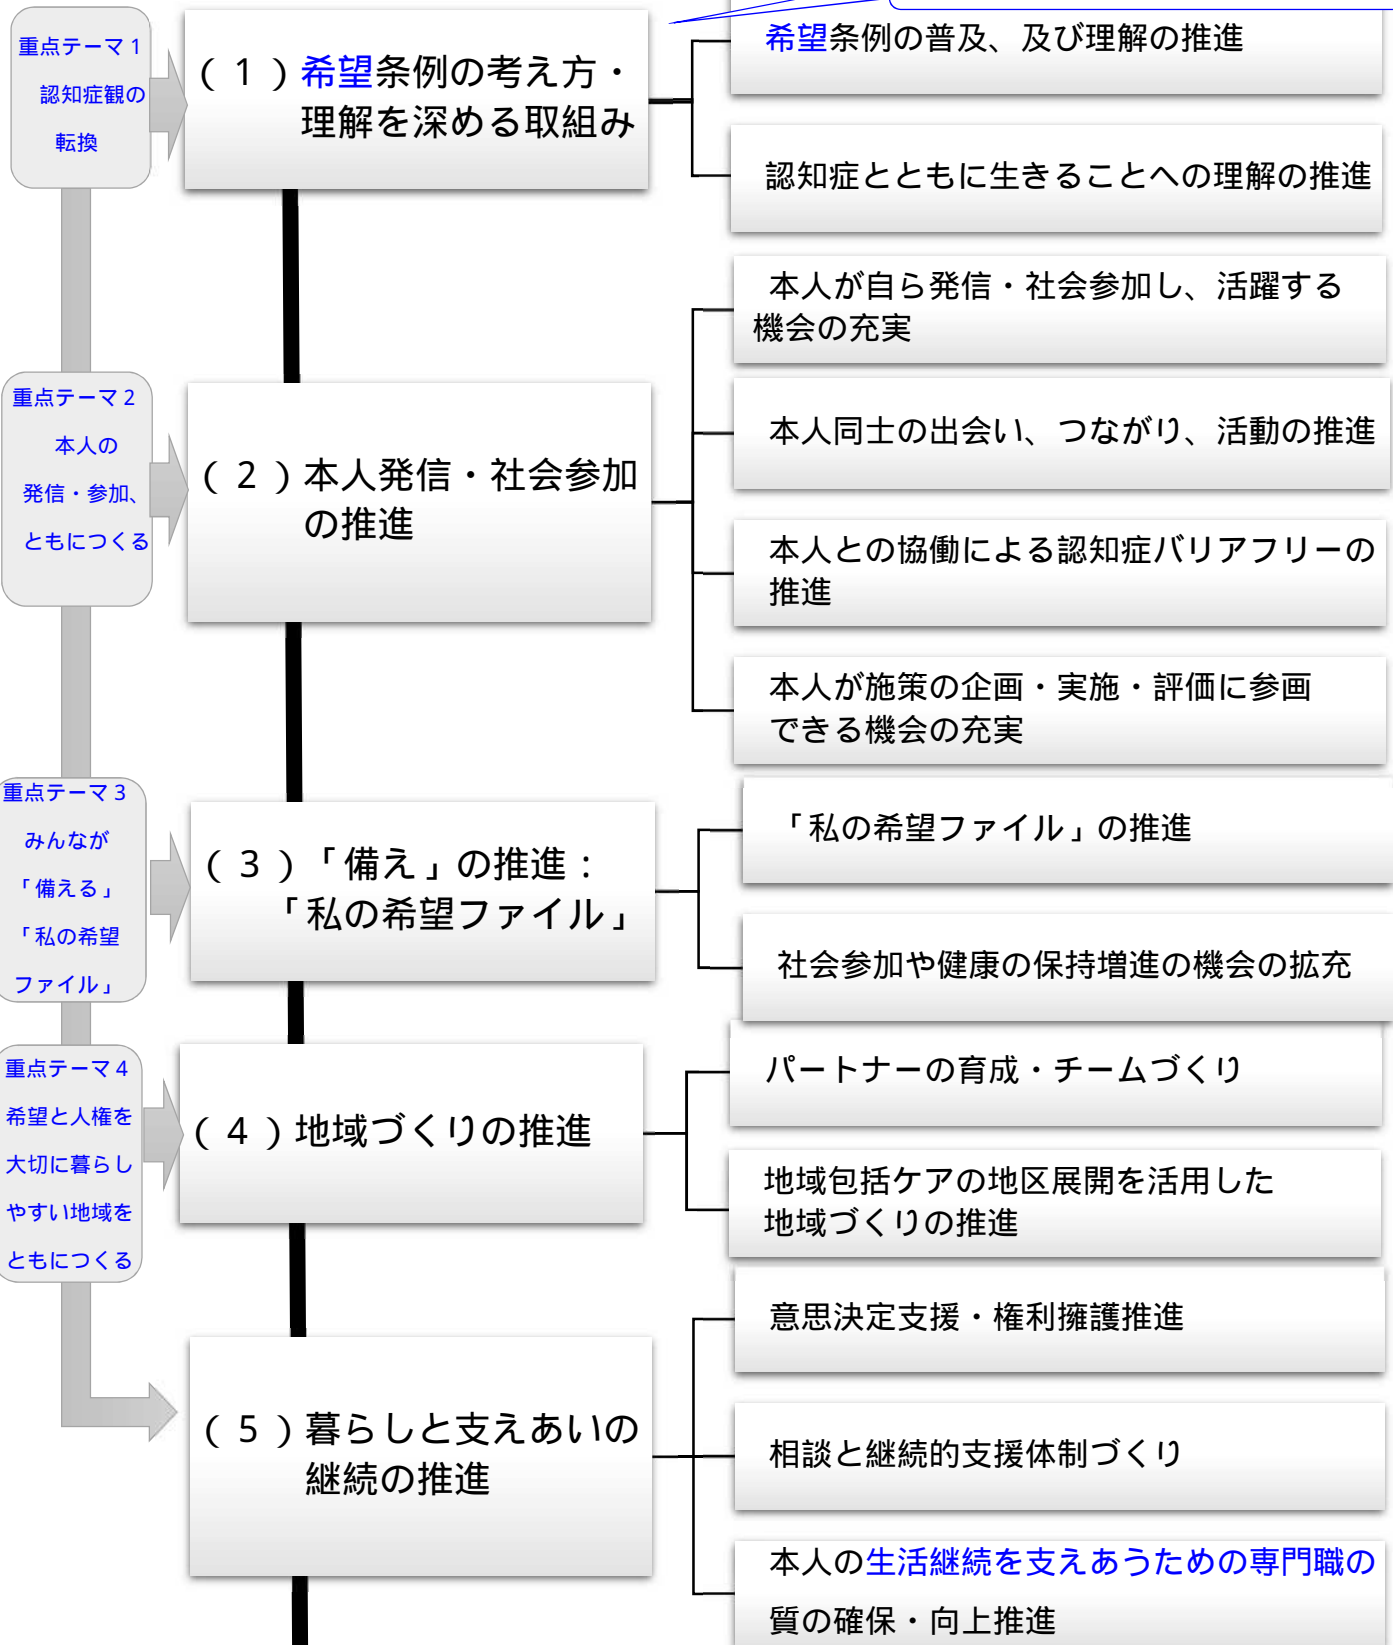 重点テーマ1
認知症観の
転換
(1)希望条例の考え方・
理解を深める取組み
希望条例の普及、及び理解の推進
認知症とともに生きることへの理解の推進
重点テーマ2
本人の
発信・参加、
ともにつくる
(2)本人発信・社会参加
の推進
本人が自ら発信・社会参加し、活躍する
機会の充実
本人同士の出会い、つながり、活動の推進
本人との協働による認知症バリアフリーの
推進
本人が施策の企画・実施・評価に参画
できる機会の充実
重点テーマ3
みんなが
「備える」
「私の希望
ファイル」
(3)「備え」の推進:
「私の希望ファイル」
「私の希望ファイル」の推進
社会参加や健康の保持増進の機会の拡充
重点テーマ4
希望と人権を
大切に暮らし
やすい地域を
ともにつくる
(4)地域づくりの推進
パートナーの育成・チームづくり
地域包括ケアの地区展開を活用した
地域づくりの推進
(5)暮らしと支えあいの
継続の推進
意思決定支援・権利擁護推進
相談と継続的支援体制づくり
本人の生活継続を支えあうための専門職の
質の確保・向上推進